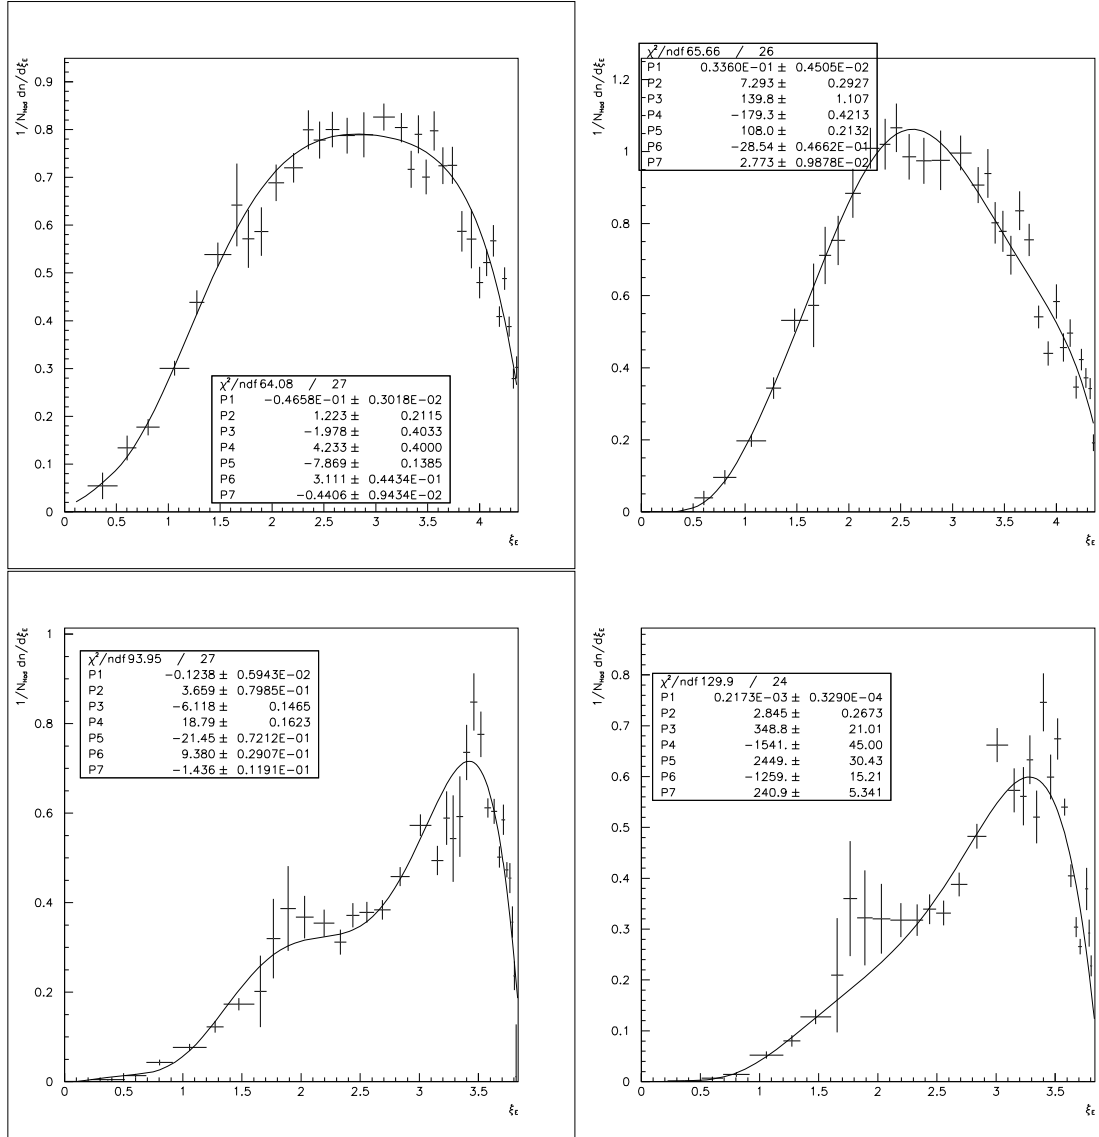 1/N_Had dn/dξ_E
0.9
0.8
0.7
0.6
0.5
0.4
0.3
0.2
0.1
0
χ²/ndf 64.08 / 27
P1 -0.4658E-01 ± 0.3018E-02
P2 1.223 ± 0.2115
P3 -1.978 ± 0.4033
P4 4.233 ± 0.4000
P5 -7.869 ± 0.1385
P6 3.111 ± 0.4434E-01
P7 -0.4406 ± 0.9434E-02
0 0.5 1 1.5 2 2.5 3 3.5 4
ξ_E
1/N_Had dn/dξ_E
χ²/ndf 65.66 / 26
P1 0.3360E-01 ± 0.4505E-02
P2 7.293 ± 0.2927
P3 139.8 ± 1.107
P4 -179.3 ± 0.4213
P5 108.0 ± 0.2132
P6 -28.54 ± 0.4662E-01
P7 2.773 ± 0.9878E-02
1.2
1
0.8
0.6
0.4
0.2
0
0 0.5 1 1.5 2 2.5 3 3.5 4
ξ_E
1/N_Had dn/dξ_E
1
0.8
0.6
0.4
0.2
0
χ²/ndf 93.95 / 27
P1 -0.1238 ± 0.5943E-02
P2 3.659 ± 0.7985E-01
P3 -6.118 ± 0.1465
P4 18.79 ± 0.1623
P5 -21.45 ± 0.7212E-01
P6 9.380 ± 0.2907E-01
P7 -1.436 ± 0.1191E-01
0 0.5 1 1.5 2 2.5 3 3.5
ξ_E
1/N_Had dn/dξ_E
0.8
0.7
0.6
0.5
0.4
0.3
0.2
0.1
0
χ²/ndf 129.9 / 24
P1 0.2173E-03 ± 0.3290E-04
P2 2.845 ± 0.2673
P3 348.8 ± 21.01
P4 -1541. ± 45.00
P5 2449. ± 30.43
P6 -1259. ± 15.21
P7 240.9 ± 5.341
0 0.5 1 1.5 2 2.5 3 3.5
ξ_E